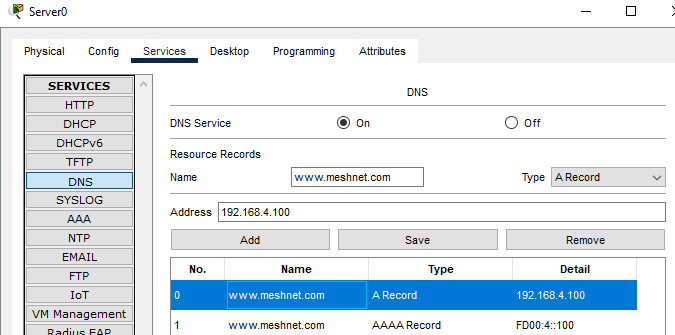 Server0
Physical Config Services Desktop Programming Attributes
SERVICES
HTTP
DHCP
DHCPv6
TFTP
DNS
SYSLOG
AAA
NTP
EMAIL
FTP
IoT
VM Management
Radius EAP
DNS
DNS Service On Off
Resource Records
Name www.meshnet.com Type A Record
Address 192.168.4.100
Add Save Remove
No. Name Type Detail
0 www.meshnet.com A Record 192.168.4.100
1 www.meshnet.com AAAA Record FD00:4::100